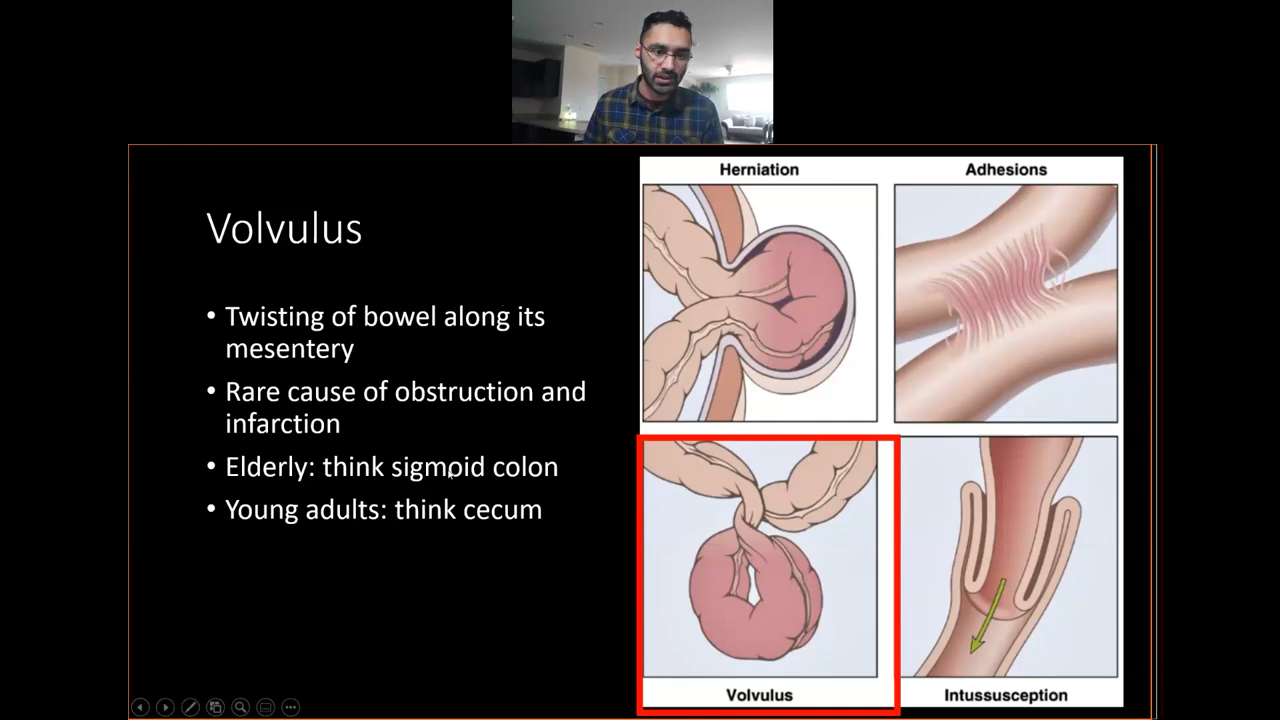 Volvulus
• Twisting of bowel along its
mesentery
• Rare cause of obstruction and
infarction
• Elderly: think sigmoid colon
• Young adults: think cecum
Herniation
Adhesions
Volvulus
Intussusception